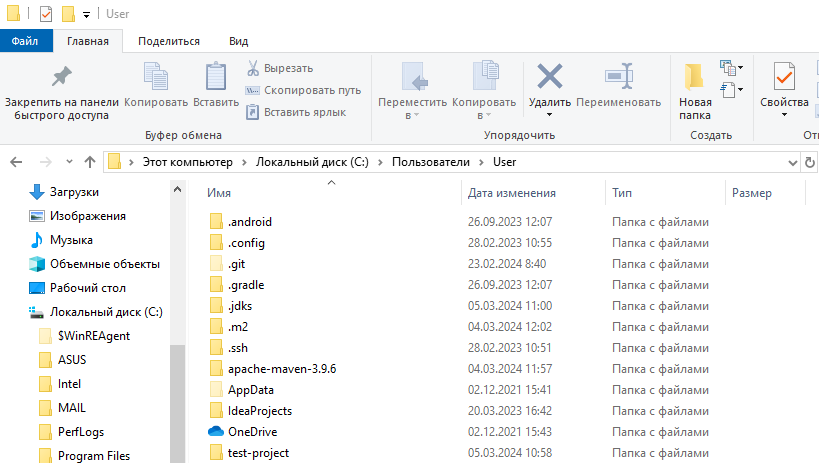 User
Файл Главная Поделиться Вид
Закрепить на панели быстрого доступа
Копировать
Вставить
Вырезать
Скопировать путь
Вставить ярлык
Буфер обмена
Переместить в
Копировать в
Удалить
Переименовать
Упорядочить
Новая папка
Создать
Свойства
От
Этот компьютер > Локальный диск (C:) > Пользователи > User
Загрузки
Изображения
Музыка
Объемные объекты
Рабочий стол
Локальный диск (C:)
$WinREAgent
ASUS
Intel
MAIL
PerfLogs
Program Files
Имя Дата изменения Тип Размер
.android 26.09.2023 12:07 Папка с файлами
.config 28.02.2023 10:55 Папка с файлами
.git 23.02.2024 8:40 Папка с файлами
.gradle 26.09.2023 12:07 Папка с файлами
.jdks 05.03.2024 11:00 Папка с файлами
.m2 04.03.2024 12:02 Папка с файлами
.ssh 28.02.2023 10:51 Папка с файлами
apache-maven-3.9.6 04.03.2024 11:57 Папка с файлами
AppData 02.12.2021 15:41 Папка с файлами
IdeaProjects 20.03.2023 16:42 Папка с файлами
OneDrive 02.12.2021 15:43 Папка с файлами
test-project 05.03.2024 10:58 Папка с файлами